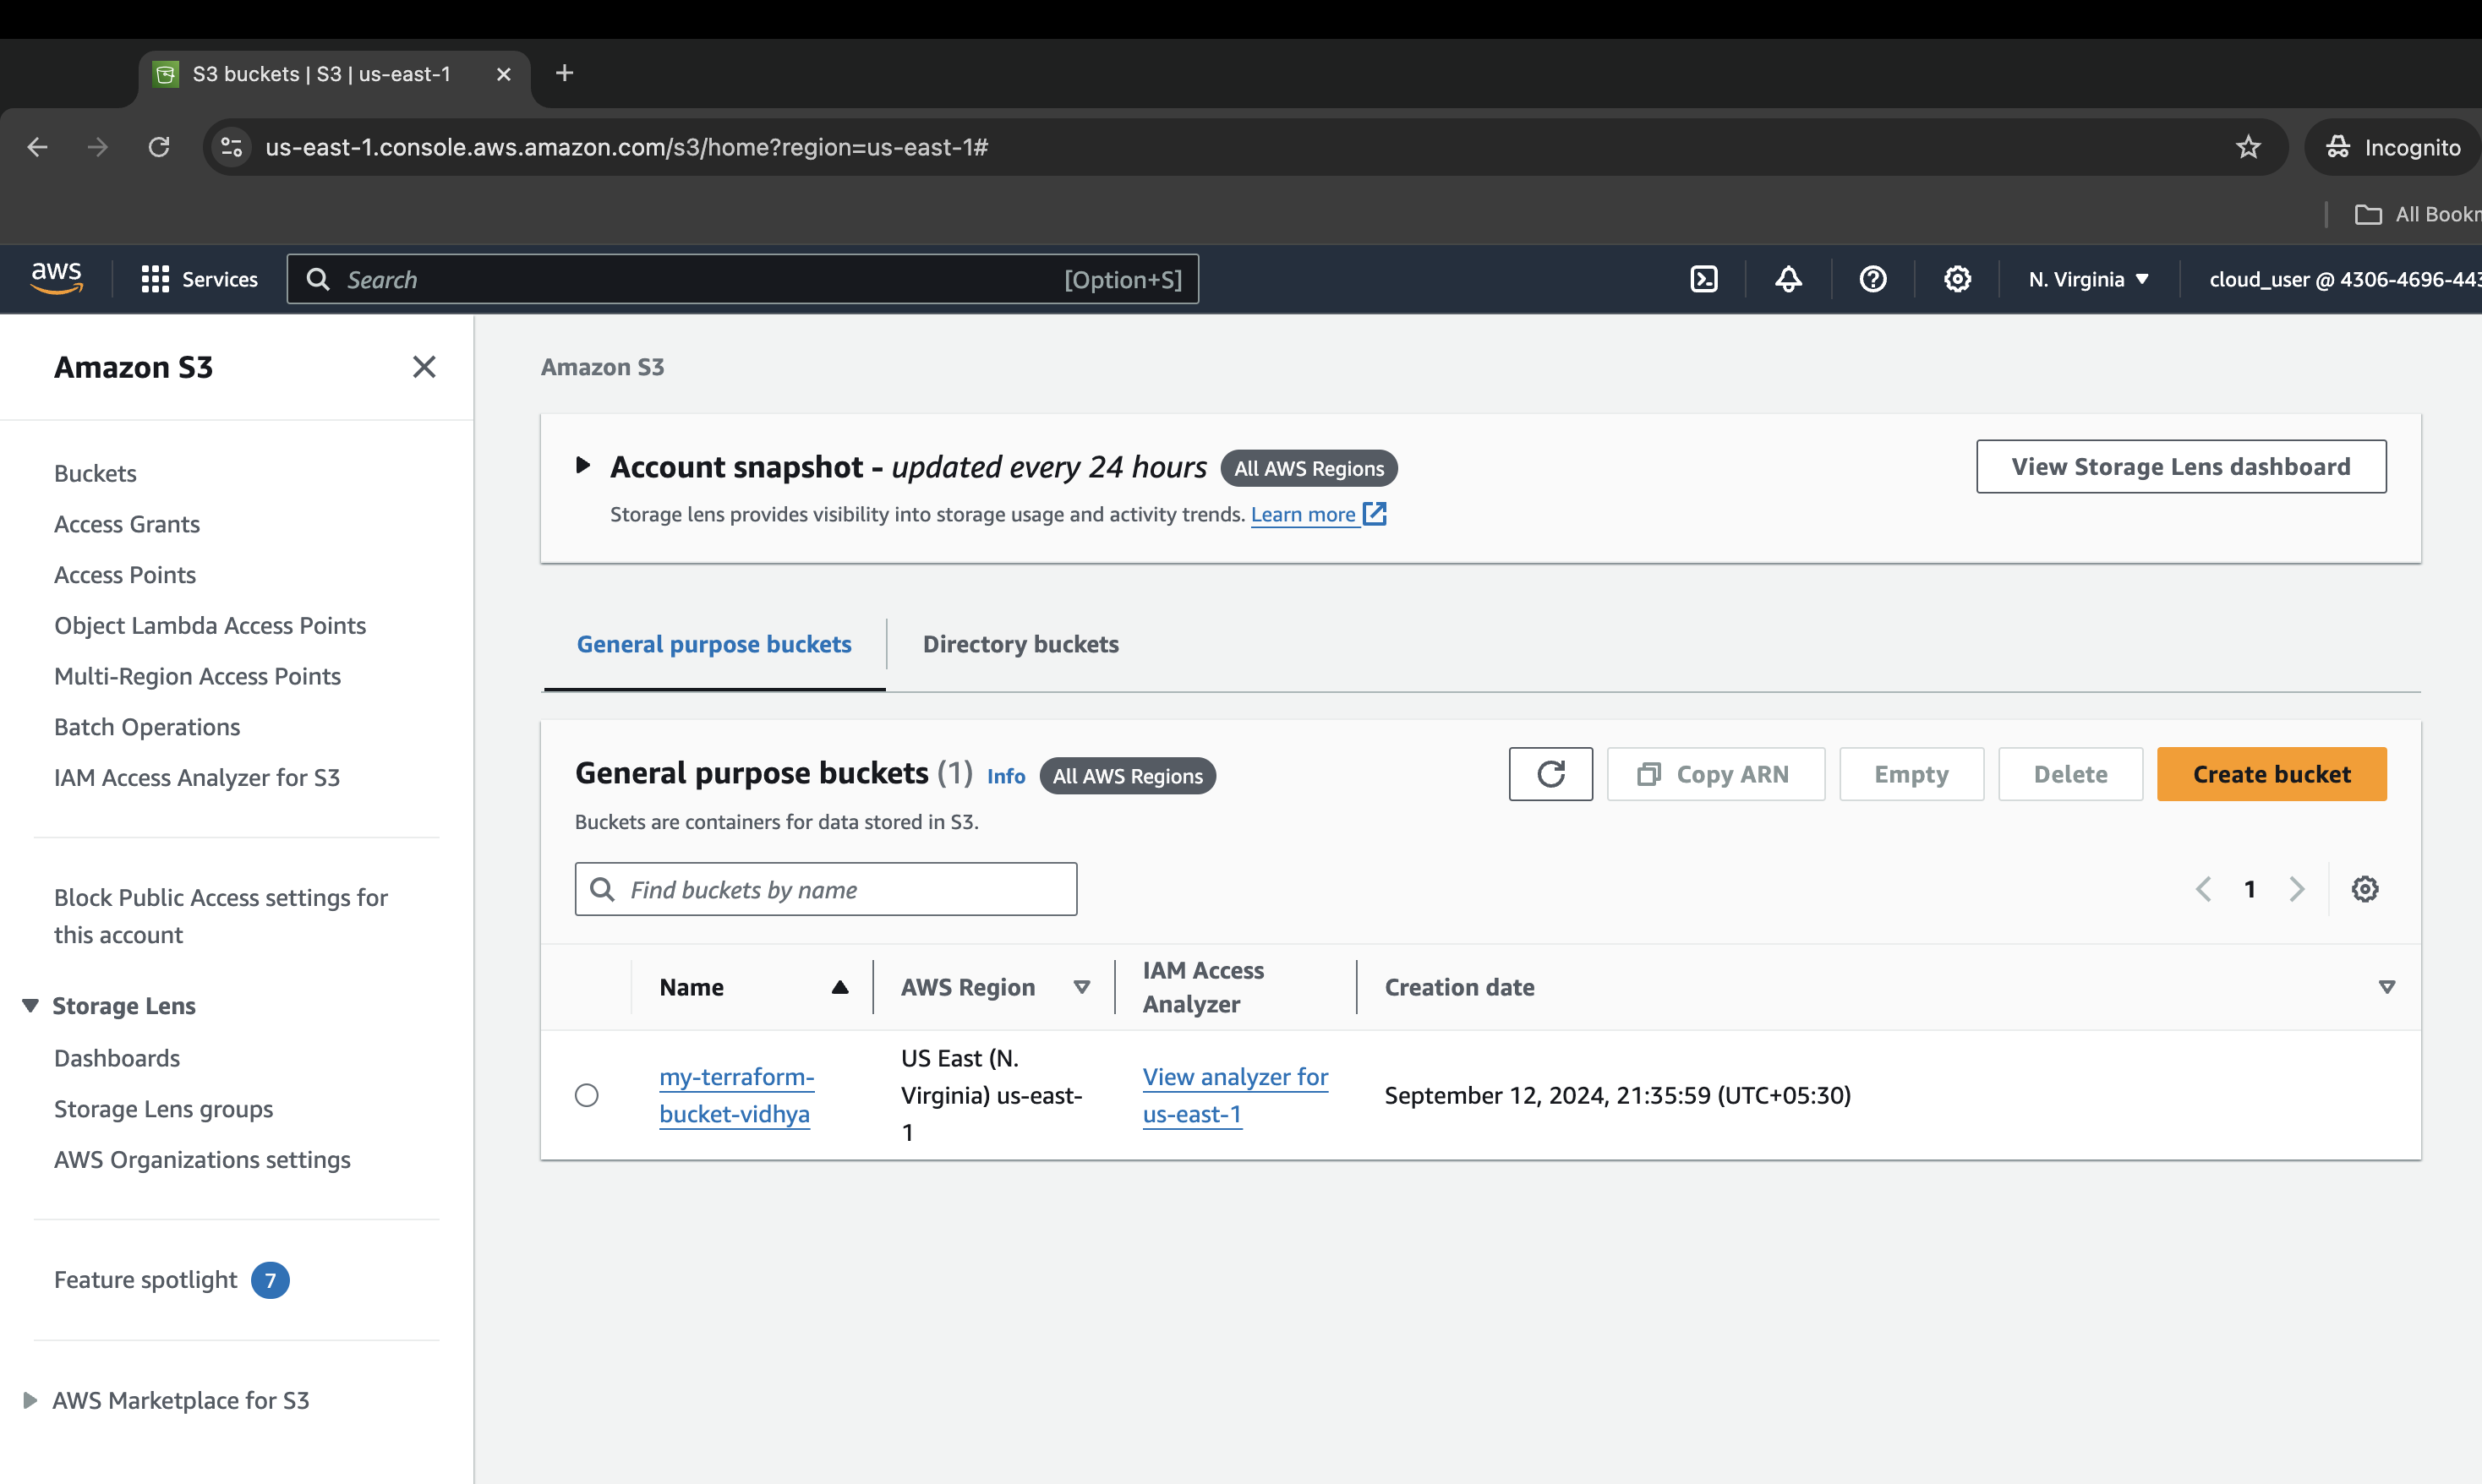 S3 buckets | S3 | us-east-1
us-east-1.console.aws.amazon.com/s3/home?region=us-east-1#
Incognito
All Bookm
aws
Services
Search
[Option+S]
N. Virginia
cloud_user @ 4306-4696-443
Amazon S3
Buckets
Access Grants
Access Points
Object Lambda Access Points
Multi-Region Access Points
Batch Operations
IAM Access Analyzer for S3
Block Public Access settings for
this account
Storage Lens
Dashboards
Storage Lens groups
AWS Organizations settings
Feature spotlight 7
AWS Marketplace for S3
Amazon S3
Account snapshot - updated every 24 hours All AWS Regions
Storage lens provides visibility into storage usage and activity trends. Learn more
View Storage Lens dashboard
General purpose buckets
Directory buckets
General purpose buckets (1) Info All AWS Regions
Buckets are containers for data stored in S3.
Copy ARN
Empty
Delete
Create bucket
Find buckets by name
1
Name
AWS Region
IAM Access
Analyzer
Creation date
my-terraform-
bucket-vidhya
US East (N.
Virginia) us-east-
1
View analyzer for
us-east-1
September 12, 2024, 21:35:59 (UTC+05:30)